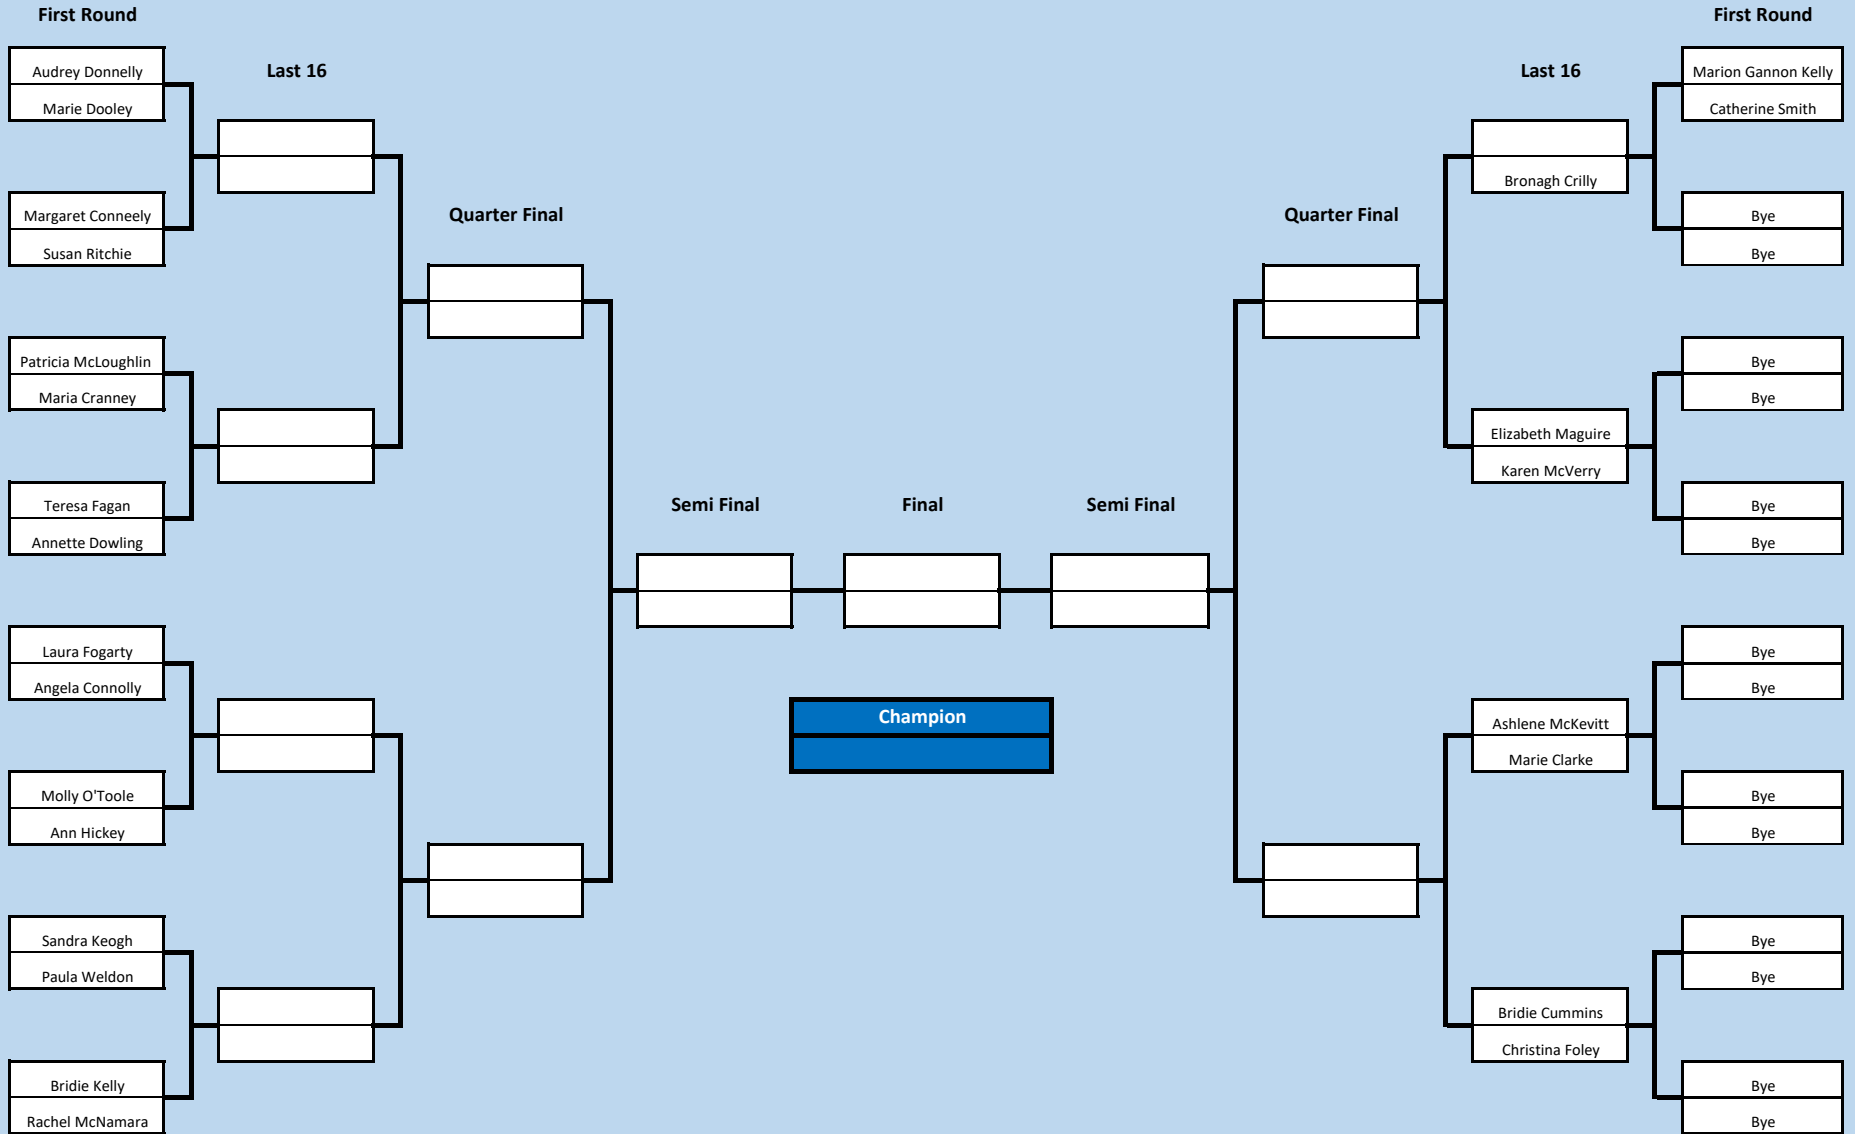 First Round
First Round
Audrey Donnelly
Last 16
Last 16
Marion Gannon Kelly
Marie Dooley
Catherine Smith
Bronagh Crilly
Margaret Conneely
Quarter Final
Quarter Final
Bye
Susan Ritchie
Bye
Patricia McLoughlin
Bye
Maria Cranney
Bye
Elizabeth Maguire
Karen McVerry
Teresa Fagan
Semi Final
Final
Semi Final
Bye
Annette Dowling
Bye
Laura Fogarty
Bye
Angela Connolly
Bye
Champion
Ashlene McKevitt
Marie Clarke
Molly O'Toole
Bye
Ann Hickey
Bye
Sandra Keogh
Bye
Paula Weldon
Bye
Bridie Cummins
Christina Foley
Bridie Kelly
Bye
Rachel McNamara
Bye